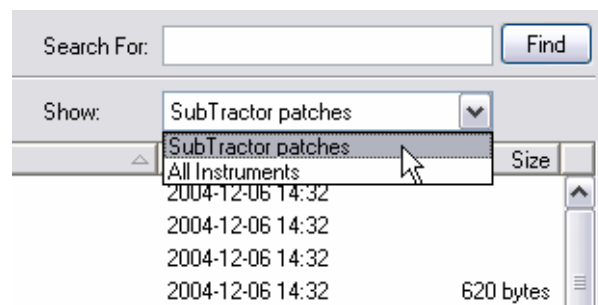 Search For: Find
Show: SubTractor patches
SubTractor patches
All Instruments Size
2004-12-06 14:32
2004-12-06 14:32
2004-12-06 14:32
2004-12-06 14:32 620 bytes